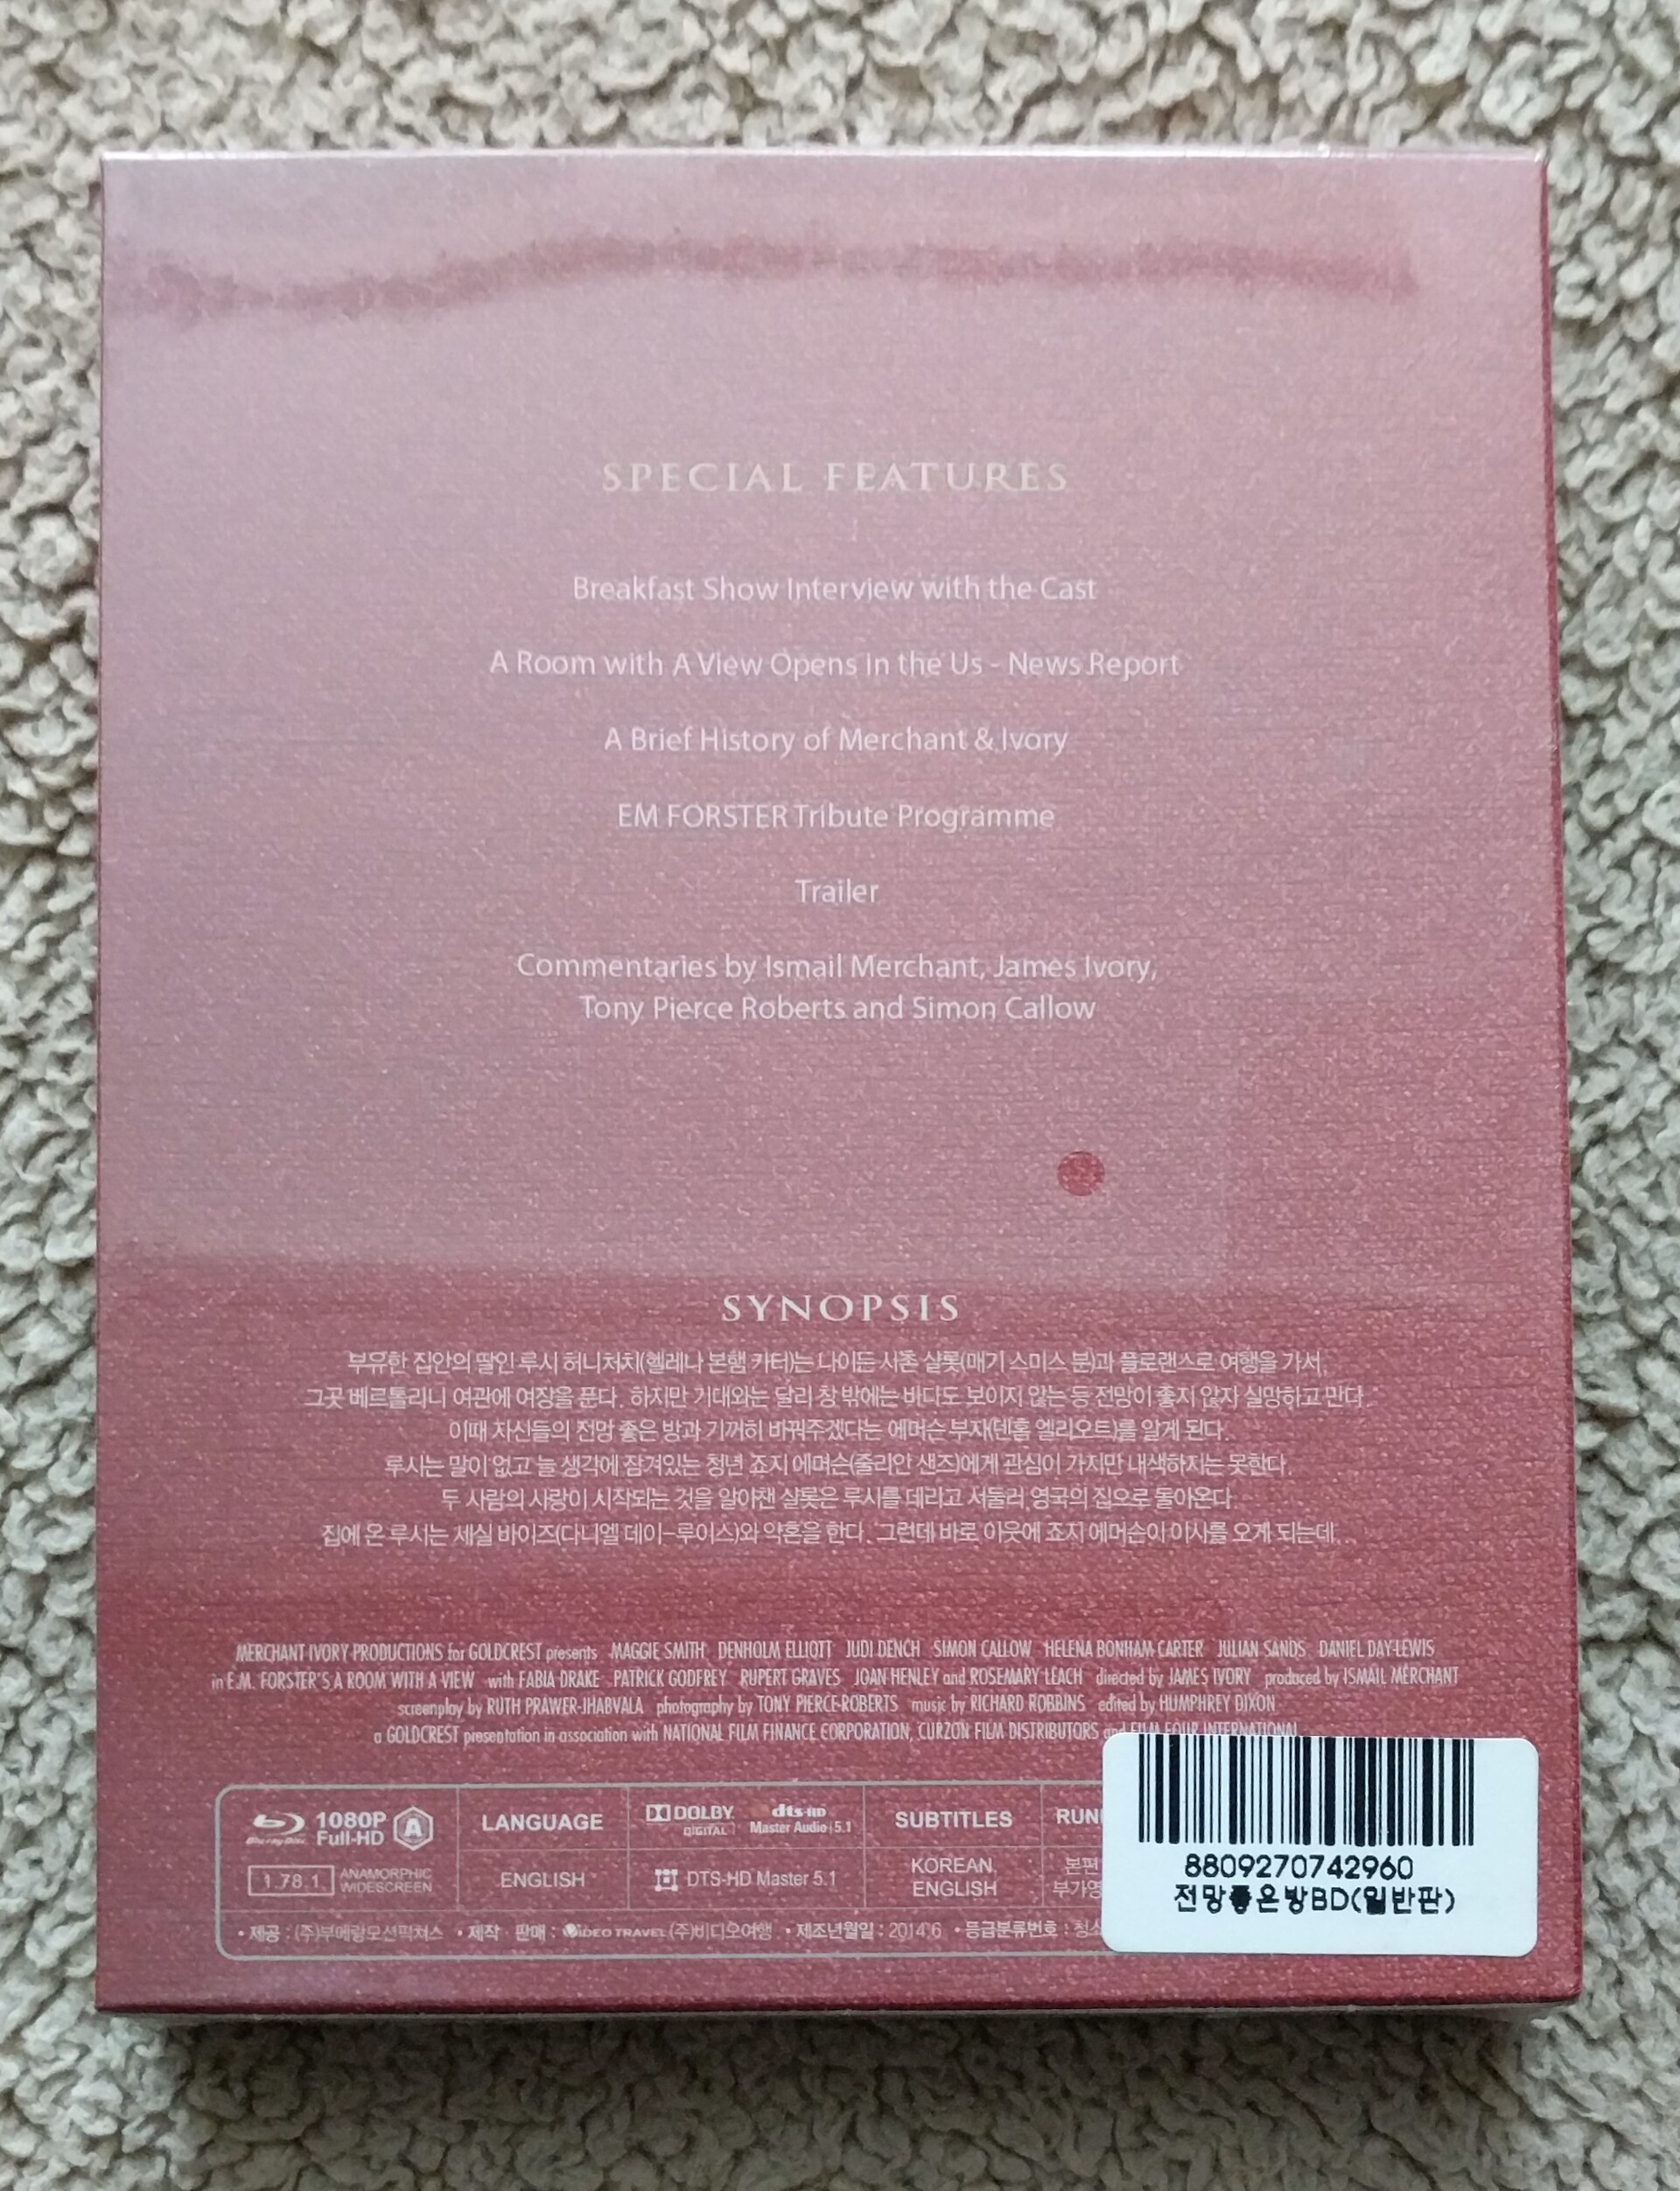 SPECIAL FEATURES
Breakfast Show Interview with the Cast
A Room with A View Opens in the Us - News Report
A Brief History of Merchant & Ivory
EM FORSTER Tribute Programme
Trailer
Commentaries by Ismail Merchant, James Ivory,
Tony Pierce Roberts and Simon Callow
SYNOPSIS
부유한 집안의 딸인 루시 허니처치(헬레나 본햄 카터)는 나이든 사촌 샬롯(매기 스미스 분)과 플로랜스로 여행을 가서,
그곳 베르톨리니 여관에 여장을 푼다. 하지만 기대와는 달리 창 밖에는 바다도 보이지 않는 등 전망이 좋지 않자 실망하고 만다.
이때 자신들의 전망 좋은 방과 기꺼히 바꿔주겠다는 에머슨 부자(덴홈 엘리오트)를 알게 된다.
루시는 말이 없고 늘 생각에 잠겨있는 청년 죠지 에머슨(줄리안 샌즈)에게 관심이 가지만 내색하지는 못한다.
두 사람의 사랑이 시작되는 것을 알아챈 샬롯은 루시를 데리고 서둘러 영국의 집으로 돌아온다.
집에 온 루시는 세실 바이즈(다니엘 데이-루이스)와 약혼을 한다. 그런데 바로 이웃에 죠지 에머슨이 이사를 오게 되는데...
MERCHANT IVORY PRODUCTIONS for GOLDCREST presents MAGGIE SMITH DENHOLM ELLIOTT JUDI DENCH SIMON CALLOW HELENA BONHAM CARTER JULIAN SANDS DANIEL DAY-LEWIS
in E.M. FORSTER'S A ROOM WITH A VIEW with FABIA DRAKE PATRICK GODFREY RUPERT GRAVES JOAN HENLEY and ROSEMARY LEACH directed by JAMES IVORY produced by ISMAIL MERCHANT
screenplay by RUTH PRAWER-JHABVALA photography by TONY PIERCE-ROBERTS music by RICHARD ROBBINS edited by HUMPHREY DIXON
a GOLDCREST presentation in association with NATIONAL FILM FINANCE CORPORATION, CURZON FILM DISTRIBUTORS and FILM FOUR INTERNATIONAL
Blu-ray Disc 1080P Full-HD A
LANGUAGE
DOLBY DIGITAL dts-HD Master Audio 5.1
SUBTITLES
RUN
1.78:1 ANAMORPHIC WIDESCREEN
ENGLISH
DTS-HD Master 5.1
KOREAN
ENGLISH
본편
부가영
• 제공 : (주)부메랑모션픽쳐스 • 제작 · 판매 : VIDEO TRAVEL (주)비디오여행 • 제조년월일 : 2014.6 • 등급분류번호 : 청소
8809270742960
전망좋은방BD(일반판)